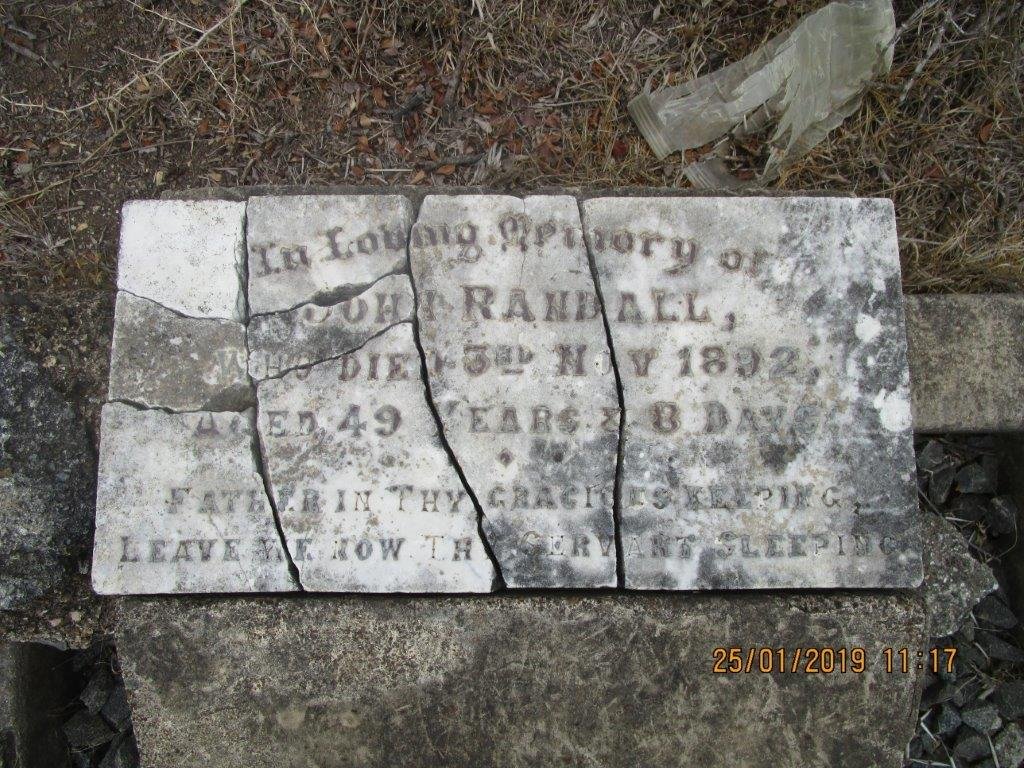 In Loving Memory of
JOHN RANDALL,
WHO DIED 3RD NOV 1892,
AGED 49 YEARS & 8 DAYS
FATHER IN THY GRACIOUS KEEPING,
LEAVE WE NOW THY SERVANT SLEEPING
25/01/2019 11:17